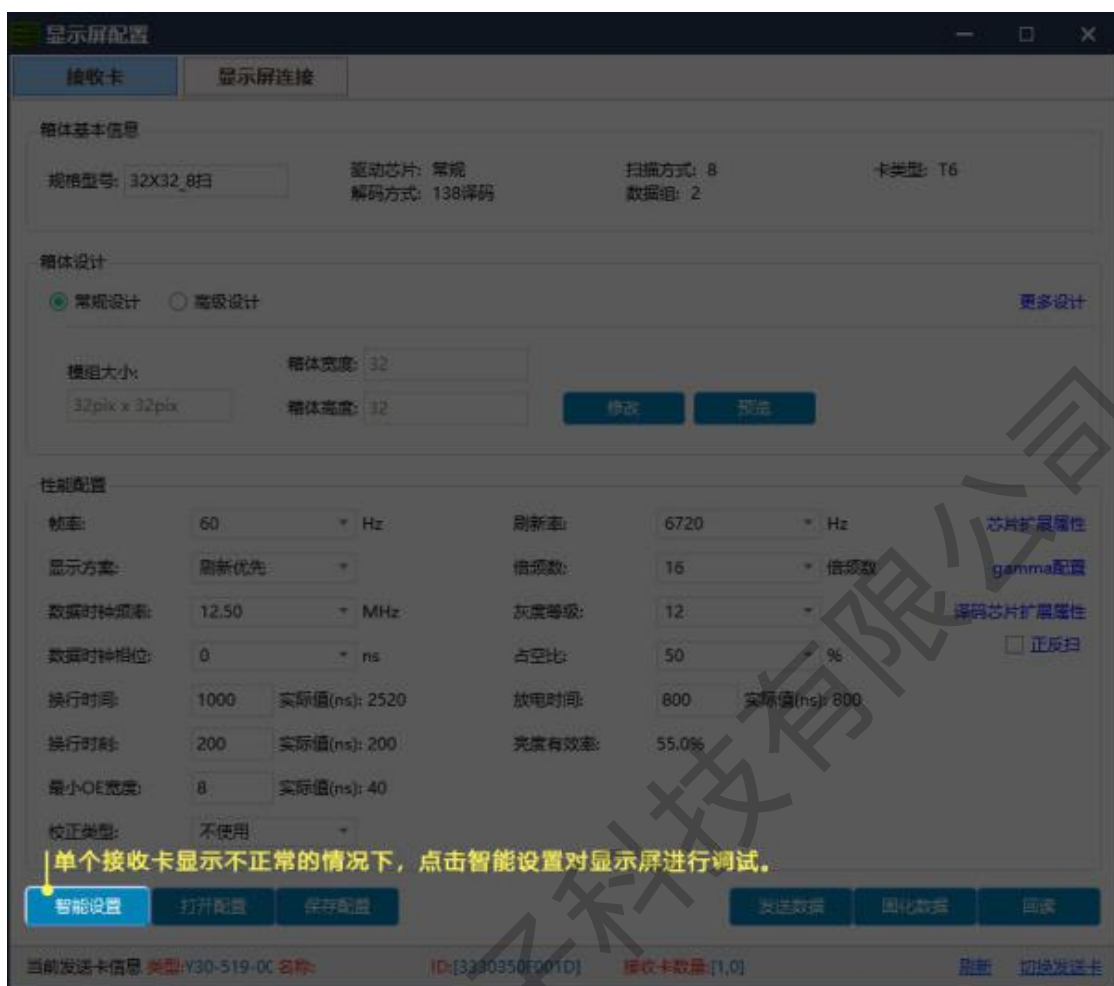 显示屏配置
接收卡 显示屏连接
箱体基本信息
规格型号: 32X32_8扫 驱动芯片: 常规 扫描方式: 8 卡类型: T6
解码方式: 138译码 数据组: 2
箱体设计
常规设计 高级设计 更多设计
模组大小: 箱体宽度: 32
32pix x 32pix 箱体高度: 32 修改 预览
性能配置
帧率: 60 Hz 刷新率: 6720 Hz 芯片扩展属性
显示方案: 刷新优先 倍频数: 16 倍频数 gamma配置
数据时钟频率: 12.50 MHz 灰度等级: 12 译码芯片扩展属性
数据时钟相位: 0 ns 占空比: 50 % 正反扫
换行时间: 1000 实际值(ns): 2520 放电时间: 800 实际值(ns): 800
换行时刻: 200 实际值(ns): 200 亮度有效率: 55.0%
最小OE宽度: 8 实际值(ns): 40
校正类型: 不使用
单个接收卡显示不正常的情况下，点击智能设置对显示屏进行调试。
智能设置 打开配置 保存配置 发送数据 固化数据 回读
当前发送卡信息 类型:Y30-519-0C 名称: ID:[3330350F001D] 接收卡数量:[1,0] 刷新 切换发送卡
子科技有限公司